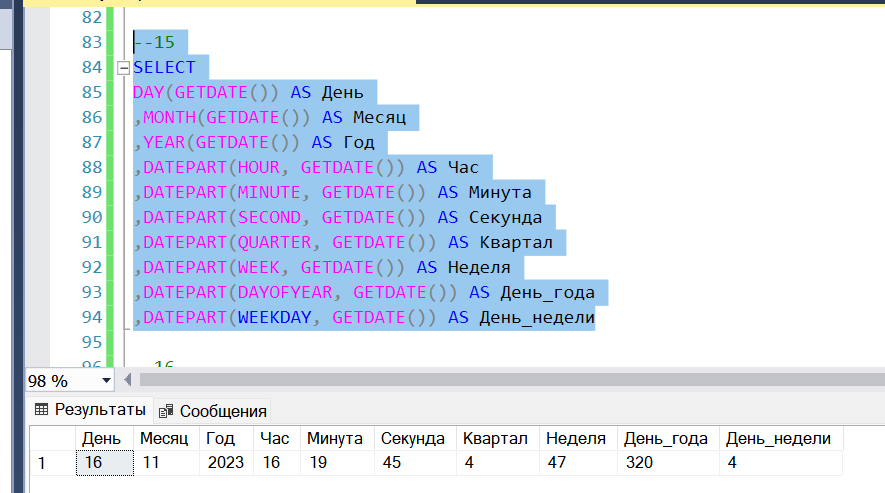 82
83 --15
84 SELECT
85 DAY(GETDATE()) AS День
86 ,MONTH(GETDATE()) AS Месяц
87 ,YEAR(GETDATE()) AS Год
88 ,DATEPART(HOUR, GETDATE()) AS Час
89 ,DATEPART(MINUTE, GETDATE()) AS Минута
90 ,DATEPART(SECOND, GETDATE()) AS Секунда
91 ,DATEPART(QUARTER, GETDATE()) AS Квартал
92 ,DATEPART(WEEK, GETDATE()) AS Неделя
93 ,DATEPART(DAYOFYEAR, GETDATE()) AS День_года
94 ,DATEPART(WEEKDAY, GETDATE()) AS День_недели
95
96 16
98 %
Результаты Сообщения
День Месяц Год Час Минута Секунда Квартал Неделя День_года День_недели
1 16 11 2023 16 19 45 4 47 320 4